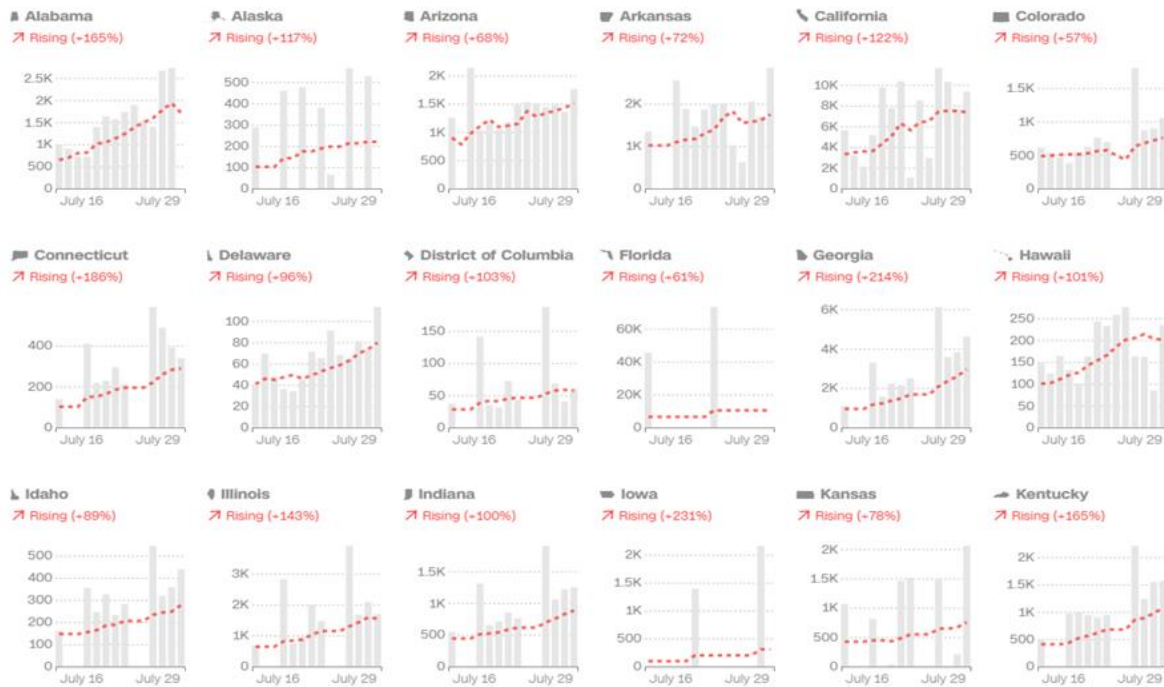 Alabama
Rising (+165%)
2.5K
2K
1.5K
1K
500
0
July 16 July 29
Alaska
Rising (+117%)
500
400
300
200
100
0
July 16 July 29
Arizona
Rising (+68%)
2K
1.5K
1K
500
0
July 16 July 29
Arkansas
Rising (+72%)
2K
1K
0
July 16 July 29
California
Rising (+122%)
10K
8K
6K
4K
2K
0
July 16 July 29
Colorado
Rising (+57%)
1.5K
1K
500
0
July 16 July 29
Connecticut
Rising (+186%)
400
200
0
July 16 July 29
Delaware
Rising (+96%)
100
80
60
40
20
0
July 16 July 29
District of Columbia
Rising (+103%)
150
100
50
0
July 16 July 29
Florida
Rising (+61%)
60K
40K
20K
0
July 16 July 29
Georgia
Rising (+214%)
6K
4K
2K
0
July 16 July 29
Hawaii
Rising (+101%)
250
200
150
100
50
0
July 16 July 29
Idaho
Rising (+89%)
500
400
300
200
100
0
July 16 July 29
Illinois
Rising (+143%)
3K
2K
1K
0
July 16 July 29
Indiana
Rising (+100%)
1.5K
1K
500
0
July 16 July 29
Iowa
Rising (+231%)
2K
1.5K
1K
500
0
July 16 July 29
Kansas
Rising (+78%)
2K
1.5K
1K
500
0
July 16 July 29
Kentucky
Rising (+165%)
2K
1.5K
1K
500
0
July 16 July 29